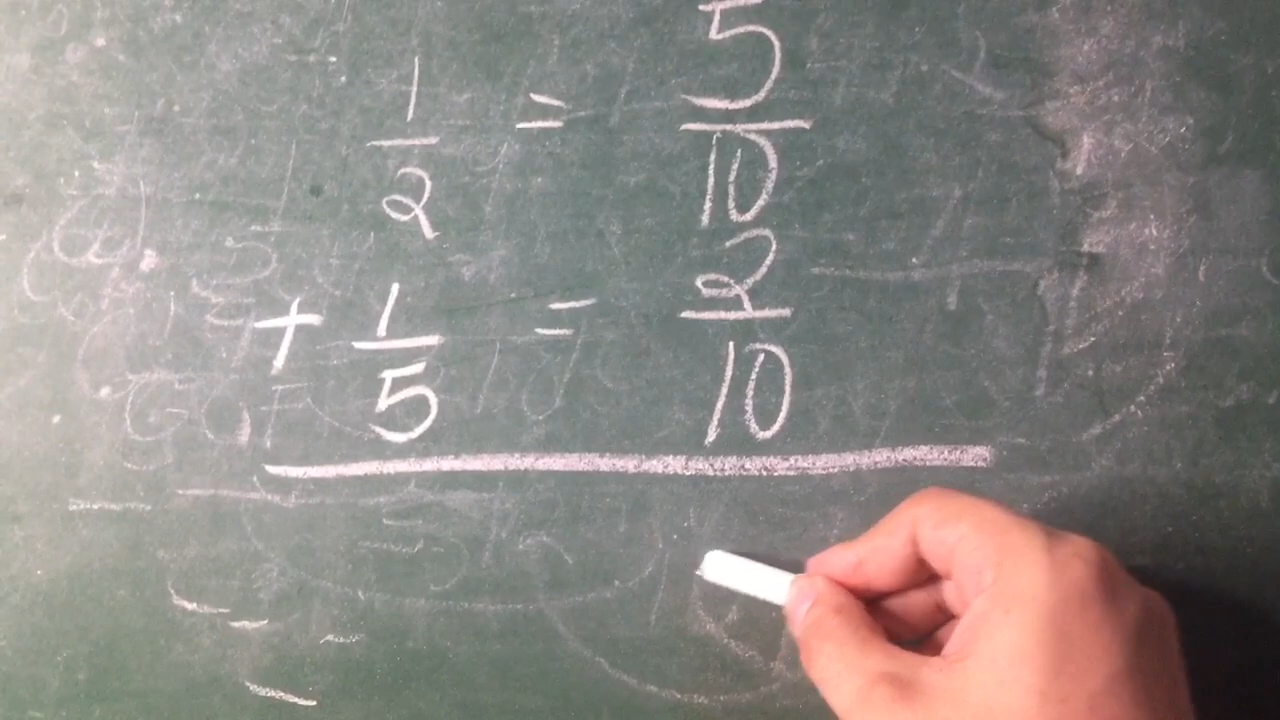 1/2 = 5/10
+ 1/5 = 2/10